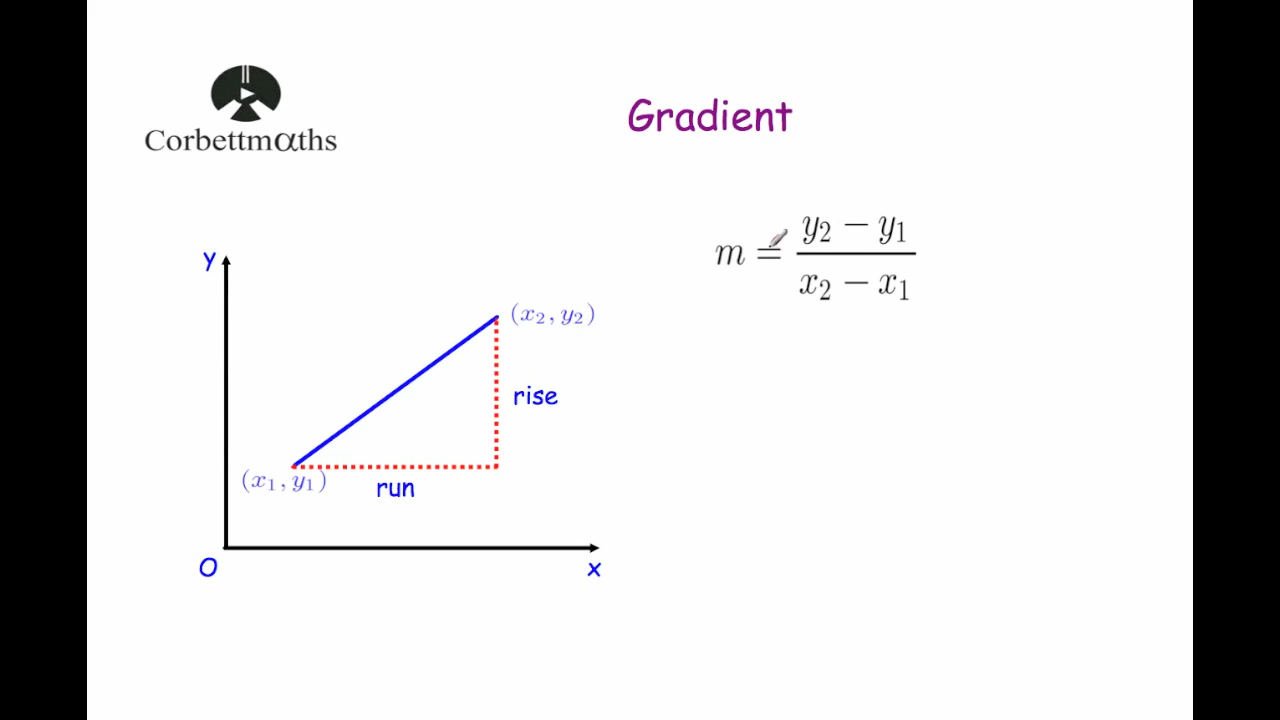 Corbettmαths
Gradient
m = y₂ − y₁ / x₂ − x₁
y
(x₂, y₂)
rise
(x₁, y₁)
run
O
x